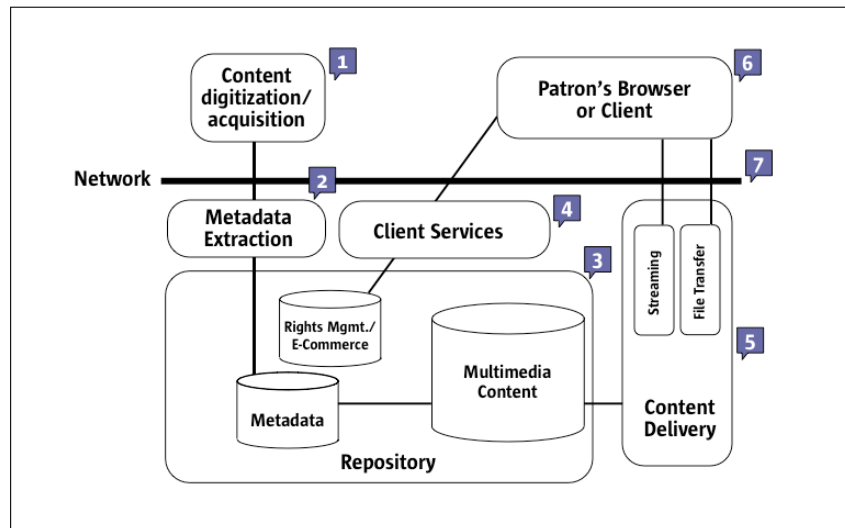 1
Content
digitization/
acquisition
6
Patron's Browser
or Client
Network
7
2
Metadata
Extraction
4
Client Services
3
Rights Mgmt./
E-Commerce
Multimedia
Content
Metadata
Repository
Streaming
File Transfer
5
Content
Delivery